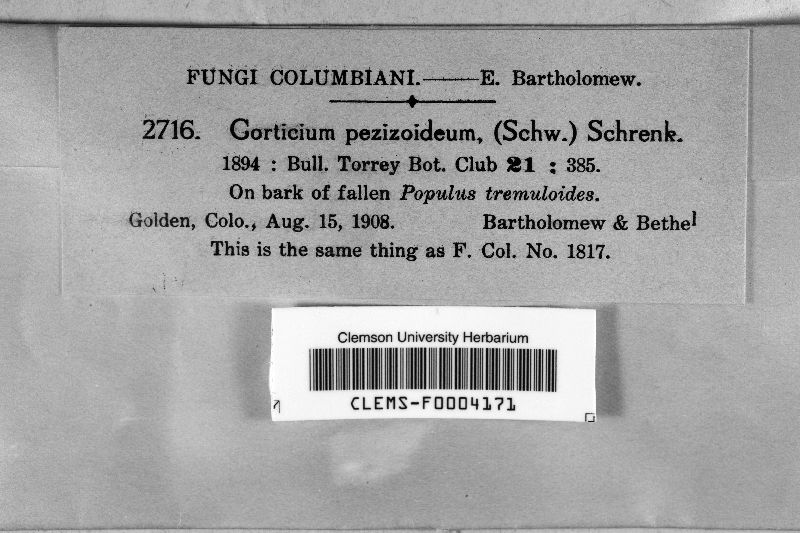 FUNGI COLUMBIANI.——E. Bartholomew.
2716. Corticium pezizoideum, (Schw.) Schrenk.
1894 : Bull. Torrey Bot. Club 21 : 385.
On bark of fallen Populus tremuloides.
Golden, Colo., Aug. 15, 1908. Bartholomew & Bethel
This is the same thing as F. Col. No. 1817.
Clemson University Herbarium
CLEMS-F0004171